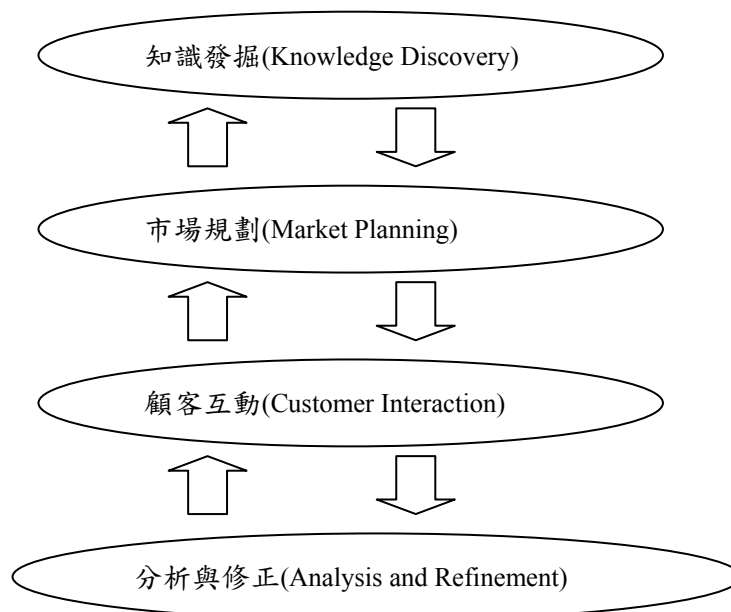 知識發掘(Knowledge Discovery)
市場規劃(Market Planning)
顧客互動(Customer Interaction)
分析與修正(Analysis and Refinement)